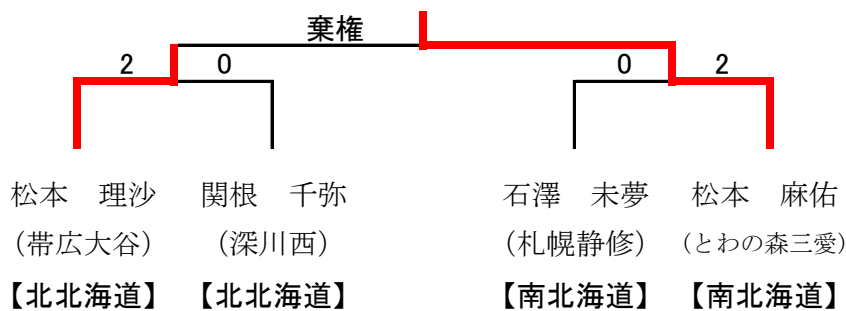 棄権
2 0 0 2
松本　理沙 関根　千弥 石澤　未夢 松本　麻佑
（帯広大谷） （深川西） （札幌静修） （とわの森三愛）
【北北海道】 【北北海道】 【南北海道】 【南北海道】